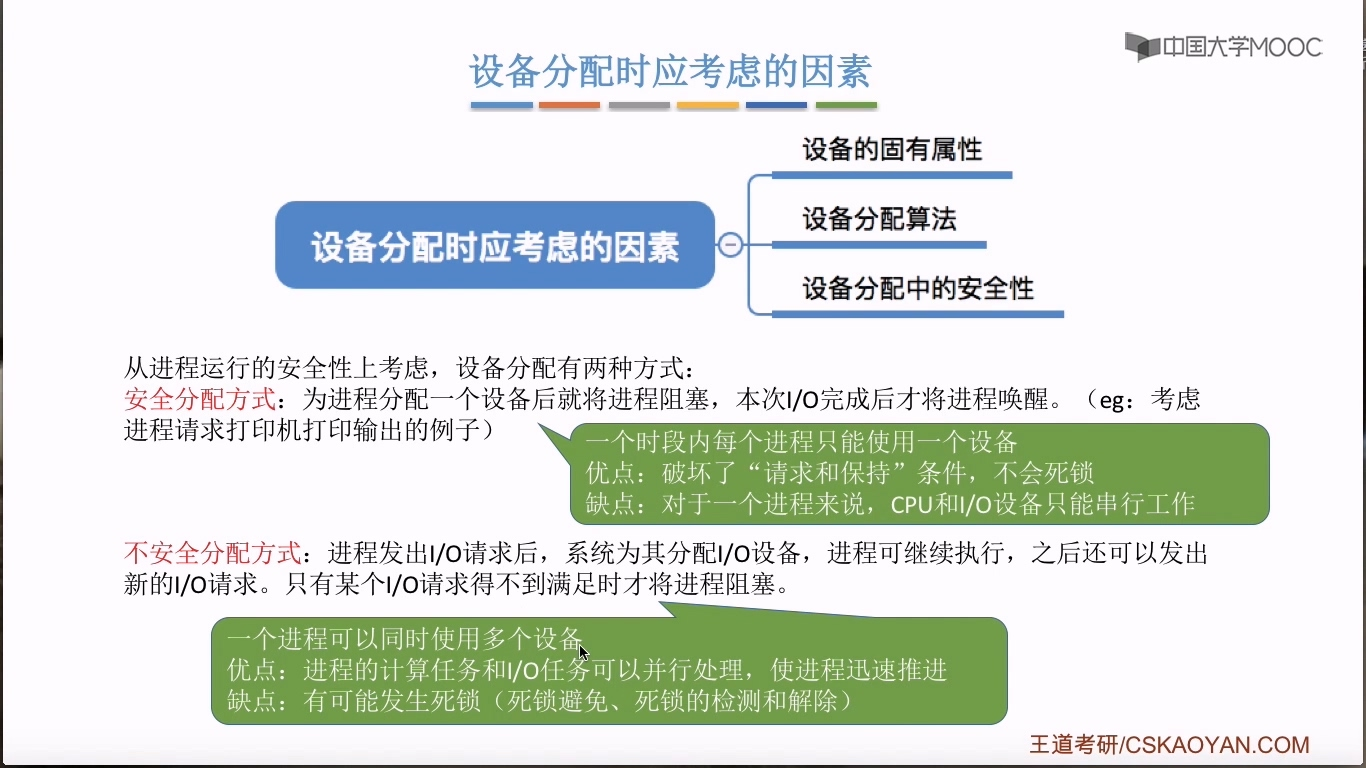 中国大学MOOC
设备分配时应考虑的因素
设备的固有属性
设备分配时应考虑的因素
设备分配算法
设备分配中的安全性
从进程运行的安全性上考虑，设备分配有两种方式：
安全分配方式：为进程分配一个设备后就将进程阻塞，本次I/O完成后才将进程唤醒。（eg：考虑
进程请求打印机打印输出的例子）
一个时段内每个进程只能使用一个设备
优点：破坏了“请求和保持”条件，不会死锁
缺点：对于一个进程来说，CPU和I/O设备只能串行工作
不安全分配方式：进程发出I/O请求后，系统为其分配I/O设备，进程可继续执行，之后还可以发出
新的I/O请求。只有某个I/O请求得不到满足时才将进程阻塞。
一个进程可以同时使用多个设备
优点：进程的计算任务和I/O任务可以并行处理，使进程迅速推进
缺点：有可能发生死锁（死锁避免、死锁的检测和解除）
王道考研/CSKAOYAN.COM